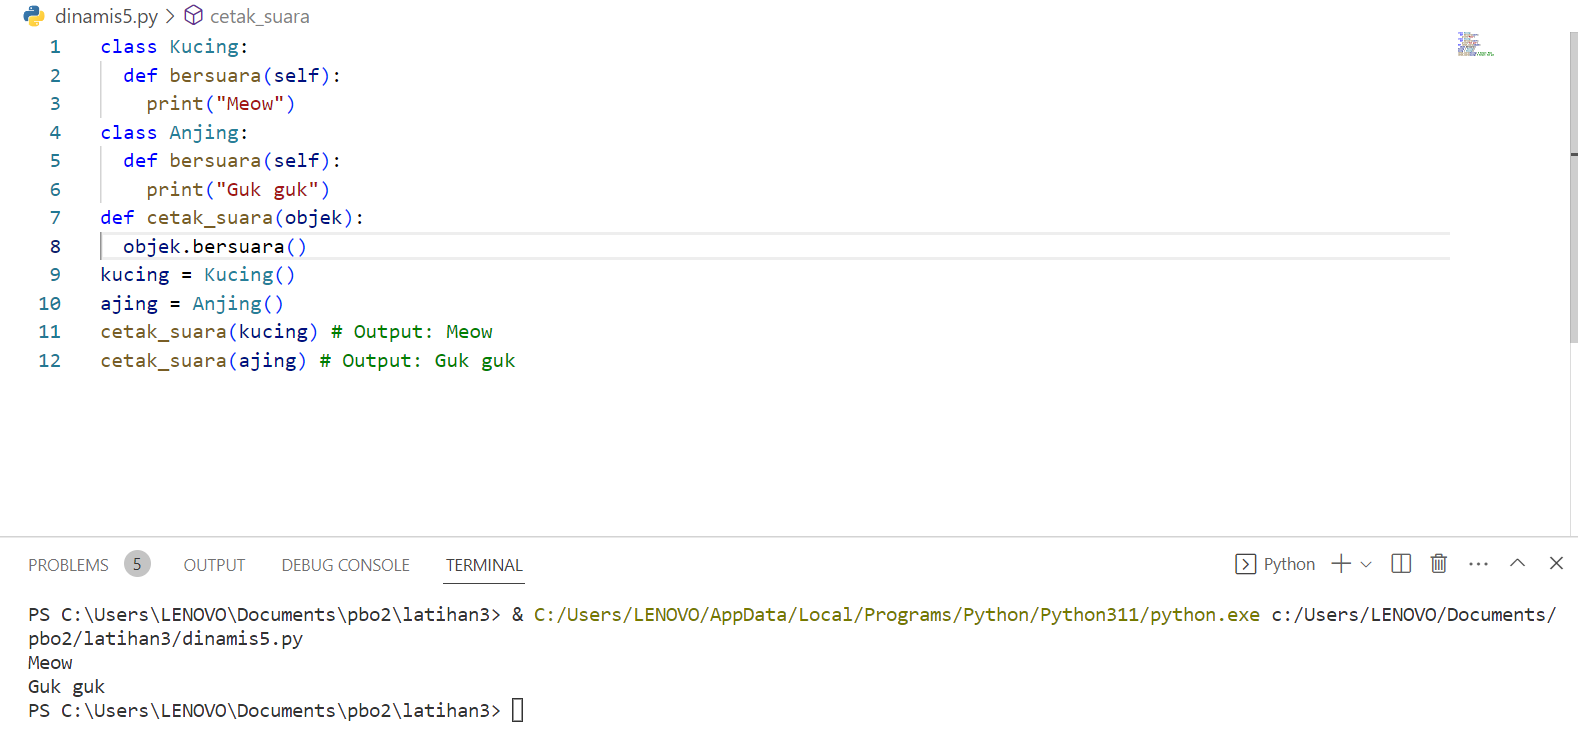 dinamis5.py > cetak_suara
1 class Kucing:
2   def bersuara(self):
3     print("Meow")
4 class Anjing:
5   def bersuara(self):
6     print("Guk guk")
7 def cetak_suara(objek):
8   objek.bersuara()
9 kucing = Kucing()
10 ajing = Anjing()
11 cetak_suara(kucing) # Output: Meow
12 cetak_suara(ajing) # Output: Guk guk
PROBLEMS 5 OUTPUT DEBUG CONSOLE TERMINAL Python
PS C:\Users\LENOVO\Documents\pbo2\latihan3> & C:/Users/LENOVO/AppData/Local/Programs/Python/Python311/python.exe c:/Users/LENOVO/Documents/
pbo2/latihan3/dinamis5.py
Meow
Guk guk
PS C:\Users\LENOVO\Documents\pbo2\latihan3>